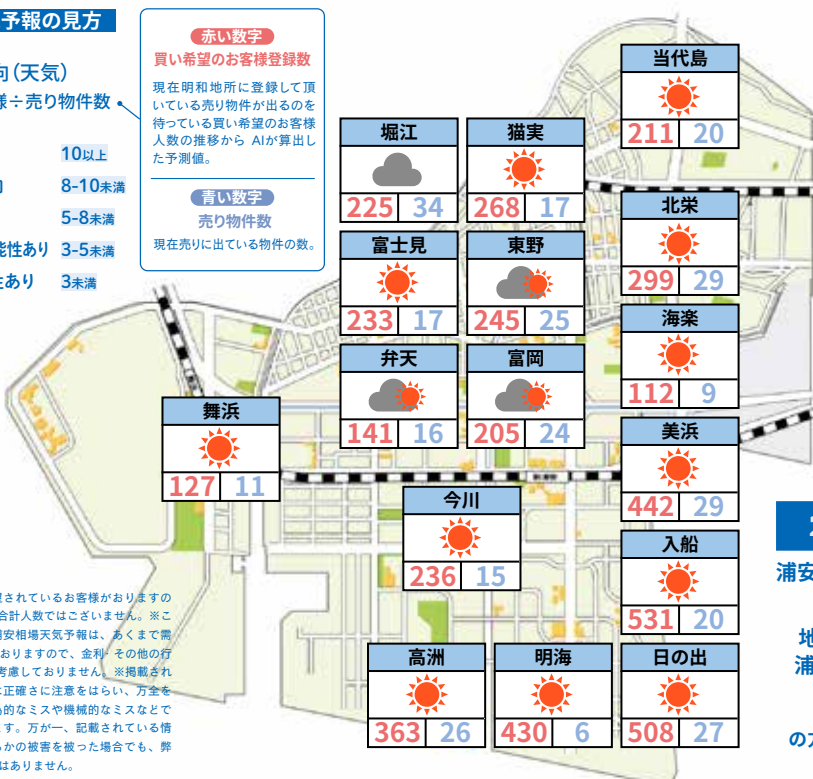 予報の見方
向(天気)
様÷売り物件数
10以上
8-10未満
5-8未満
能性あり 3-5未満
性あり 3未満
赤い数字
買い希望のお客様登録数
現在明和地所に登録して頂
いている売り物件が出るのを
待っている買い希望のお客様
人数の推移から AIが算出し
た予測値。
青い数字
売り物件数
現在売りに出ている物件の数。
当代島
211 20
堀江
225 34
猫実
268 17
北栄
299 29
富士見
233 17
東野
245 25
海楽
112 9
弁天
141 16
富岡
205 24
舞浜
127 11
美浜
442 29
今川
236 15
入船
531 20
高洲
363 26
明海
430 6
日の出
508 27
されているお客様がおりますの
合計人数ではございません。※こ
安相場天気予報は、あくまで需
おりますので、金利・その他の行
考慮しておりません。※掲載され
正確さに注意をはらい、万全を
的なミスや機械的なミスなどで
す。万が一、記載されている情
かの被害を被った場合でも、弊
はありません。
浦安
地
浦
の方